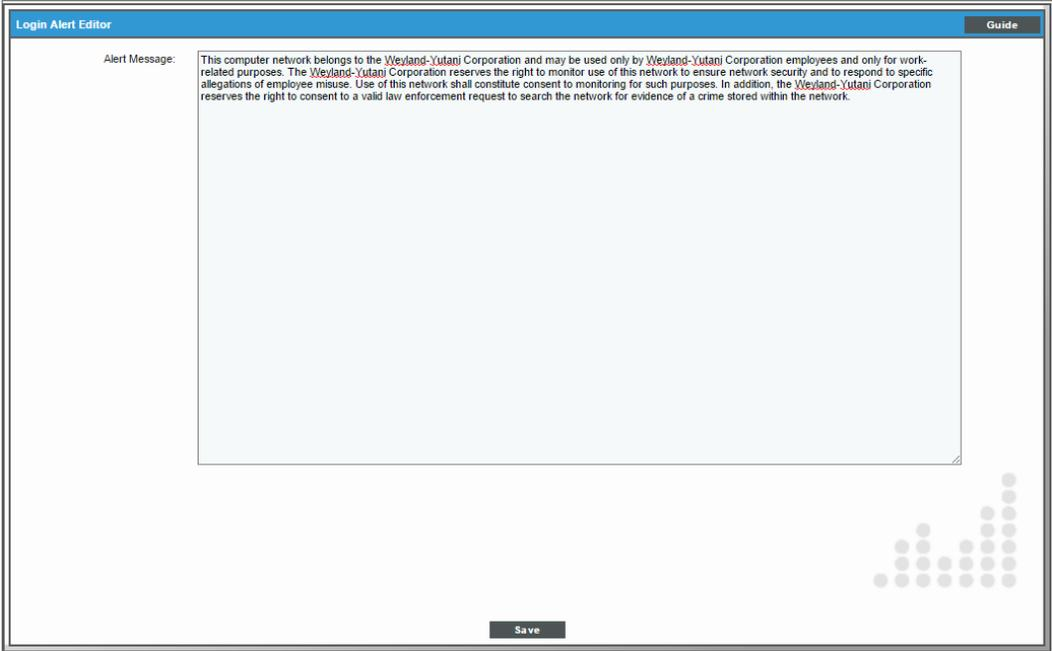 Login Alert Editor
Guide
Alert Message:
This computer network belongs to the Weyland-Yutani Corporation and may be used only by Weyland-Yutani Corporation employees and only for work-
related purposes. The Weyland-Yutani Corporation reserves the right to monitor use of this network to ensure network security and to respond to specific
allegations of employee misuse. Use of this network shall constitute consent to monitoring for such purposes. In addition, the Weyland-Yutani Corporation
reserves the right to consent to a valid law enforcement request to search the network for evidence of a crime stored within the network.
Save